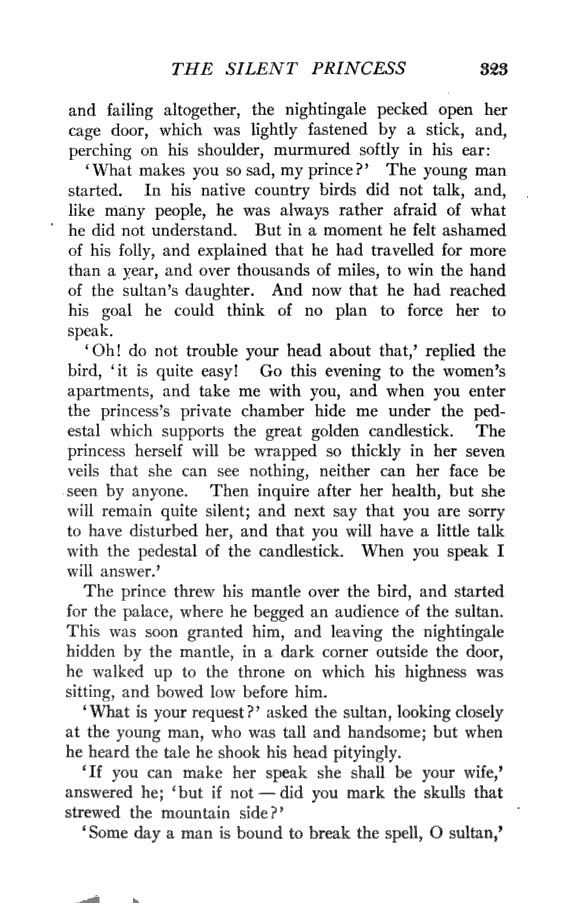 THE SILENT PRINCESS 323
and failing altogether, the nightingale pecked open her
cage door, which was lightly fastened by a stick, and,
perching on his shoulder, murmured softly in his ear:
‘What makes you so sad, my prince?’ The young man
started. In his native country birds did not talk, and,
like many people, he was always rather afraid of what
he did not understand. But in a moment he felt ashamed
of his folly, and explained that he had travelled for more
than a year, and over thousands of miles, to win the hand
of the sultan’s daughter. And now that he had reached
his goal he could think of no plan to force her to
speak.
‘Oh! do not trouble your head about that,’ replied the
bird, ‘it is quite easy! Go this evening to the women’s
apartments, and take me with you, and when you enter
the princess’s private chamber hide me under the ped-
estal which supports the great golden candlestick. The
princess herself will be wrapped so thickly in her seven
veils that she can see nothing, neither can her face be
seen by anyone. Then inquire after her health, but she
will remain quite silent; and next say that you are sorry
to have disturbed her, and that you will have a little talk
with the pedestal of the candlestick. When you speak I
will answer.’
The prince threw his mantle over the bird, and started
for the palace, where he begged an audience of the sultan.
This was soon granted him, and leaving the nightingale
hidden by the mantle, in a dark corner outside the door,
he walked up to the throne on which his highness was
sitting, and bowed low before him.
‘What is your request?’ asked the sultan, looking closely
at the young man, who was tall and handsome; but when
he heard the tale he shook his head pityingly.
‘If you can make her speak she shall be your wife,’
answered he; ‘but if not — did you mark the skulls that
strewed the mountain side?’
‘Some day a man is bound to break the spell, O sultan,’